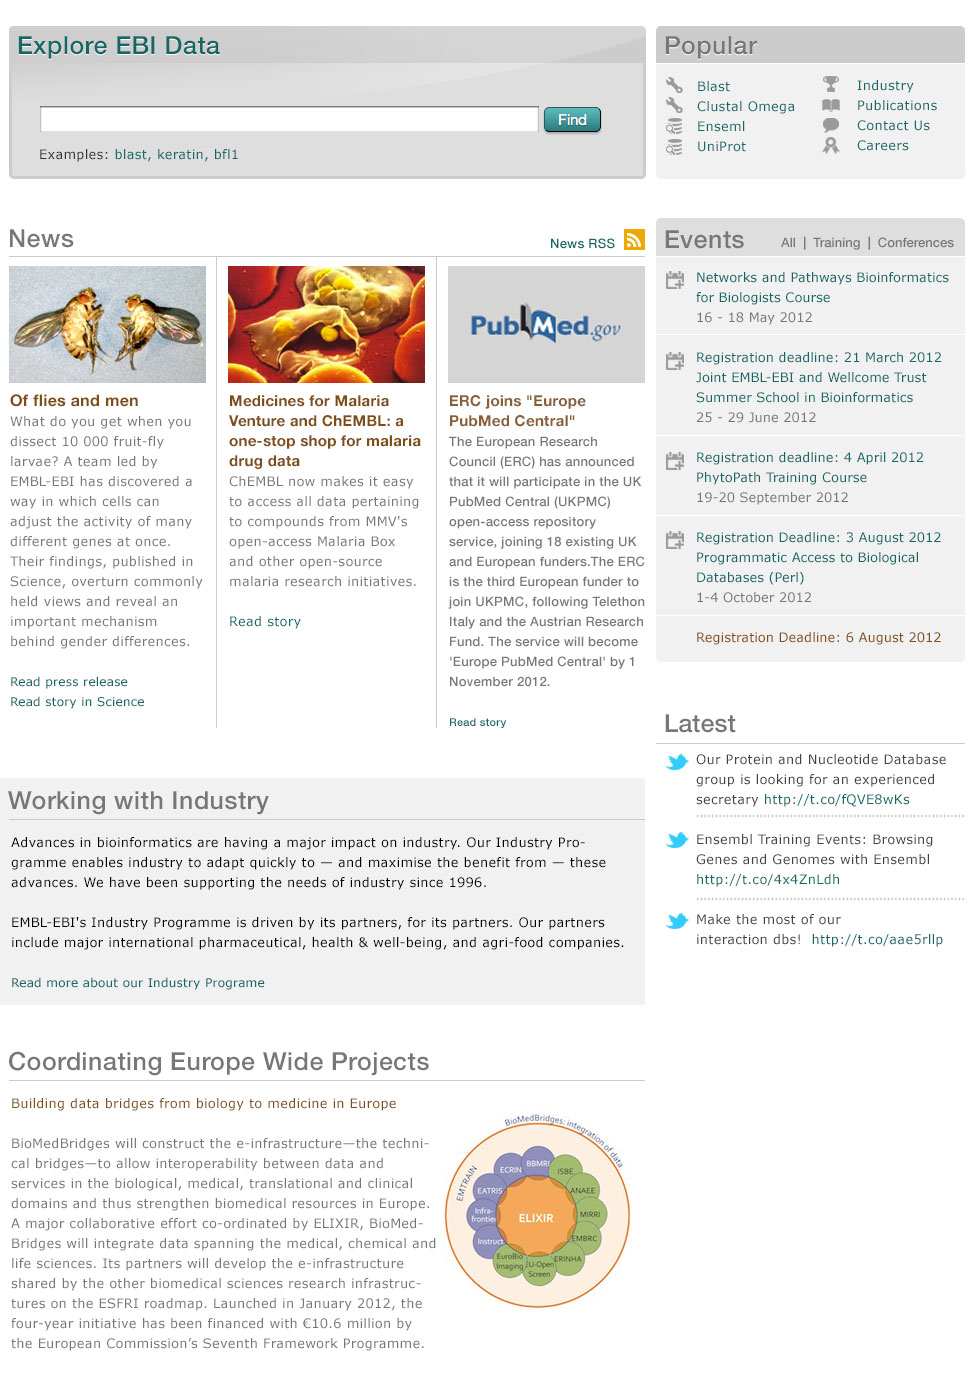 Explore EBI Data
Find
Examples: blast, keratin, bfl1
Popular
Blast
Clustal Omega
Enseml
UniProt
Industry
Publications
Contact Us
Careers
News
News RSS
Of flies and men
What do you get when you
dissect 10 000 fruit-fly
larvae? A team led by
EMBL-EBI has discovered a
way in which cells can
adjust the activity of many
different genes at once.
Their findings, published in
Science, overturn commonly
held views and reveal an
important mechanism
behind gender differences.
Read press release
Read story in Science
Medicines for Malaria
Venture and ChEMBL: a
one-stop shop for malaria
drug data
ChEMBL now makes it easy
to access all data pertaining
to compounds from MMV's
open-access Malaria Box
and other open-source
malaria research initiatives.
Read story
PubMed.gov
ERC joins "Europe
PubMed Central"
The European Research
Council (ERC) has announced
that it will participate in the UK
PubMed Central (UKPMC)
open-access repository
service, joining 18 existing UK
and European funders.The ERC
is the third European funder to
join UKPMC, following Telethon
Italy and the Austrian Research
Fund. The service will become
'Europe PubMed Central' by 1
November 2012.
Read story
Events
All | Training | Conferences
Networks and Pathways Bioinformatics
for Biologists Course
16 - 18 May 2012
Registration deadline: 21 March 2012
Joint EMBL-EBI and Wellcome Trust
Summer School in Bioinformatics
25 - 29 June 2012
Registration deadline: 4 April 2012
PhytoPath Training Course
19-20 September 2012
Registration Deadline: 3 August 2012
Programmatic Access to Biological
Databases (Perl)
1-4 October 2012
Registration Deadline: 6 August 2012
Latest
Our Protein and Nucleotide Database
group is looking for an experienced
secretary http://t.co/fQVE8wKs
Ensembl Training Events: Browsing
Genes and Genomes with Ensembl
http://t.co/4x4ZnLdh
Make the most of our
interaction dbs!  http://t.co/aae5rllp
Working with Industry
Advances in bioinformatics are having a major impact on industry. Our Industry Pro-
gramme enables industry to adapt quickly to — and maximise the benefit from — these
advances. We have been supporting the needs of industry since 1996.
EMBL-EBI's Industry Programme is driven by its partners, for its partners. Our partners
include major international pharmaceutical, health & well-being, and agri-food companies.
Read more about our Industry Programe
Coordinating Europe Wide Projects
Building data bridges from biology to medicine in Europe
BioMedBridges will construct the e-infrastructure—the techni-
cal bridges—to allow interoperability between data and
services in the biological, medical, translational and clinical
domains and thus strengthen biomedical resources in Europe.
A major collaborative effort co-ordinated by ELIXIR, BioMed-
Bridges will integrate data spanning the medical, chemical and
life sciences. Its partners will develop the e-infrastructure
shared by the other biomedical sciences research infrastruc-
tures on the ESFRI roadmap. Launched in January 2012, the
four-year initiative has been financed with €10.6 million by
the European Commission’s Seventh Framework Programme.
BioMedBridges: integration of data
EMTRAIN
BBMRI
ECRIN
ISBE
EATRIS
ANAEE
Infra-
frontier
ELIXIR
MIRRI
Instruct
EMBRC
EuroBio
Imaging
EU-Open
Screen
ERINHA